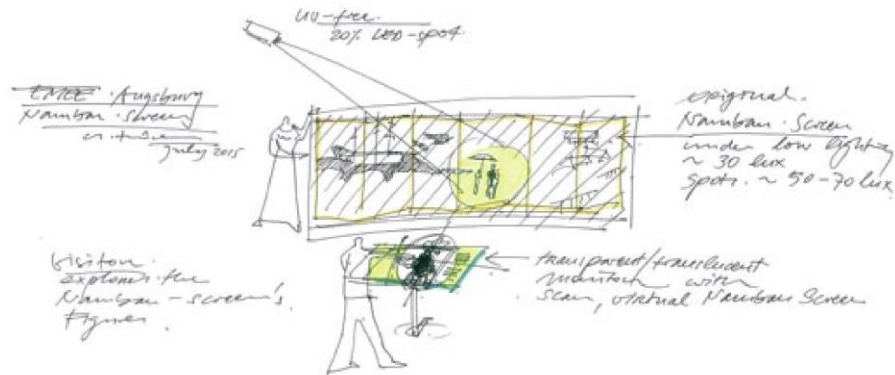 UV-free
20% LED-spot.
EMEE · Augsburg
Namban-Screen
July 2015
original
Namban · Screen
under low lighting
~ 30 lux
spots ~ 50-70 lux
Visitor
explores the
Namban-screen's
Figures
transparent/translucent
monitor with
scan, virtual Namban Screen